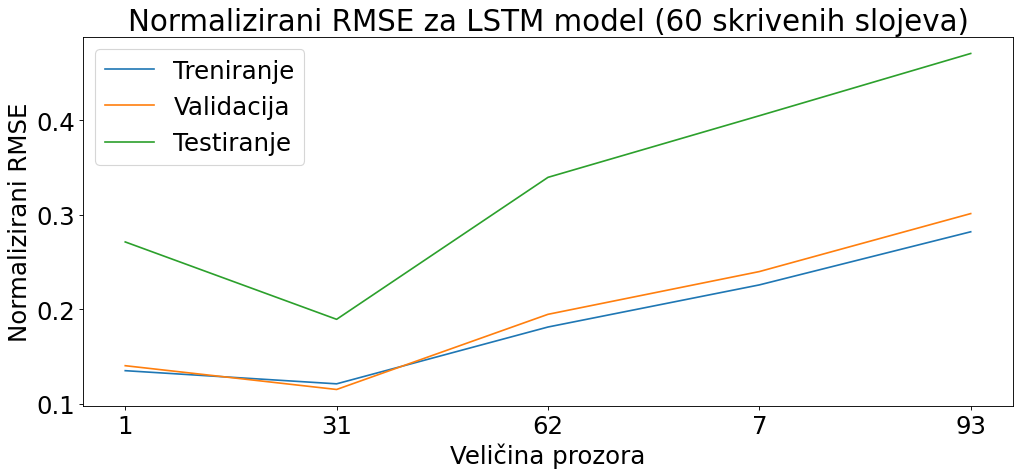 Normalizirani RMSE za LSTM model (60 skrivenih slojeva)
Treniranje
Validacija
Testiranje
Normalizirani RMSE
0.4
0.3
0.2
0.1
1 31 62 7 93
Veličina prozora